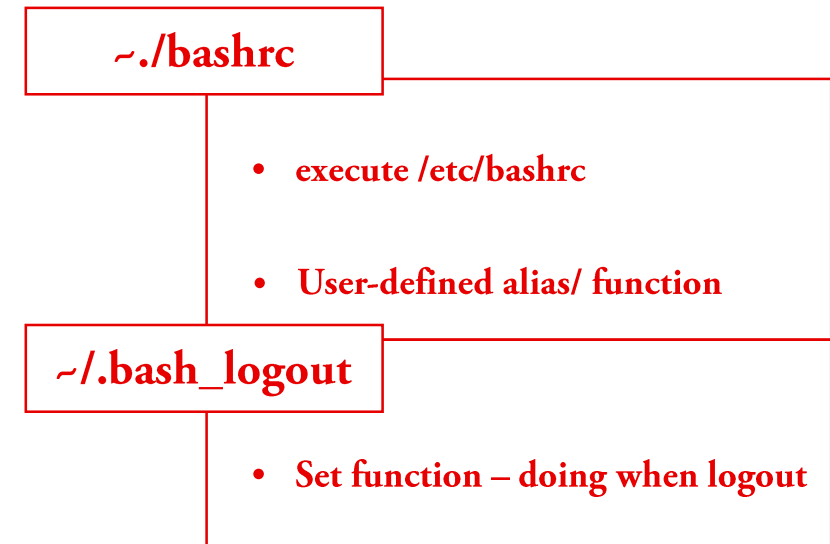 ~./bashrc
• execute /etc/bashrc
• User-defined alias/ function
~/.bash_logout
• Set function – doing when logout